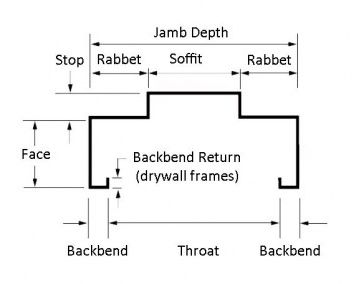 Jamb Depth
Stop
Rabbet
Soffit
Rabbet
Face
Backbend Return
(drywall frames)
Backbend
Throat
Backbend